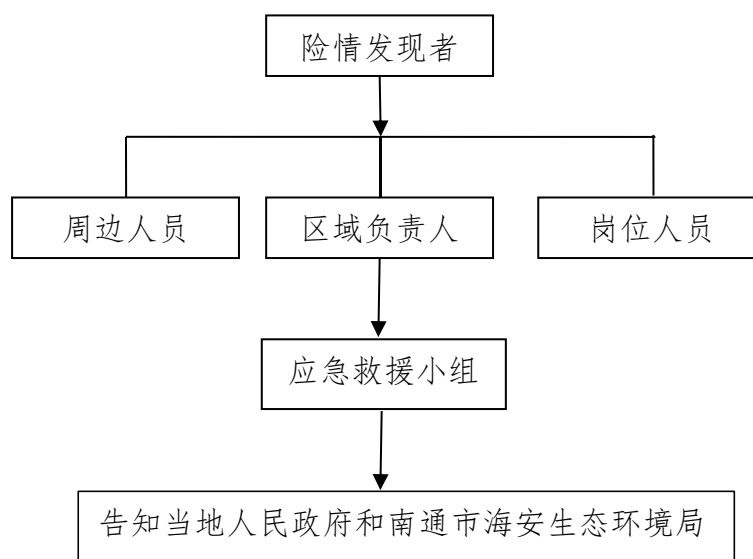 险情发现者
周边人员
区域负责人
岗位人员
应急救援小组
告知当地人民政府和南通市海安生态环境局